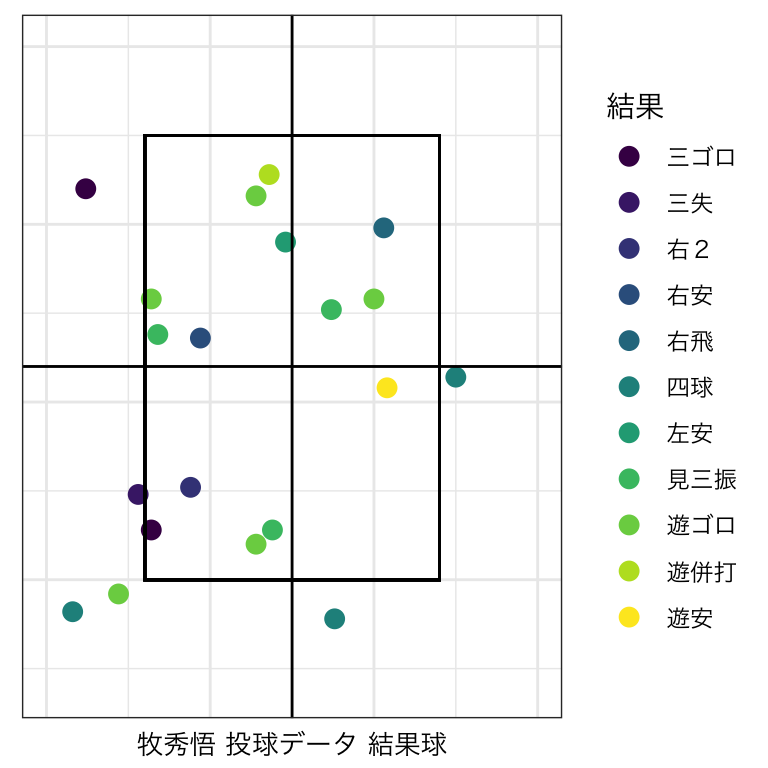 結果
三ゴロ
三失
右２
右安
右飛
四球
左安
見三振
遊ゴロ
遊併打
遊安
牧秀悟 投球データ 結果球